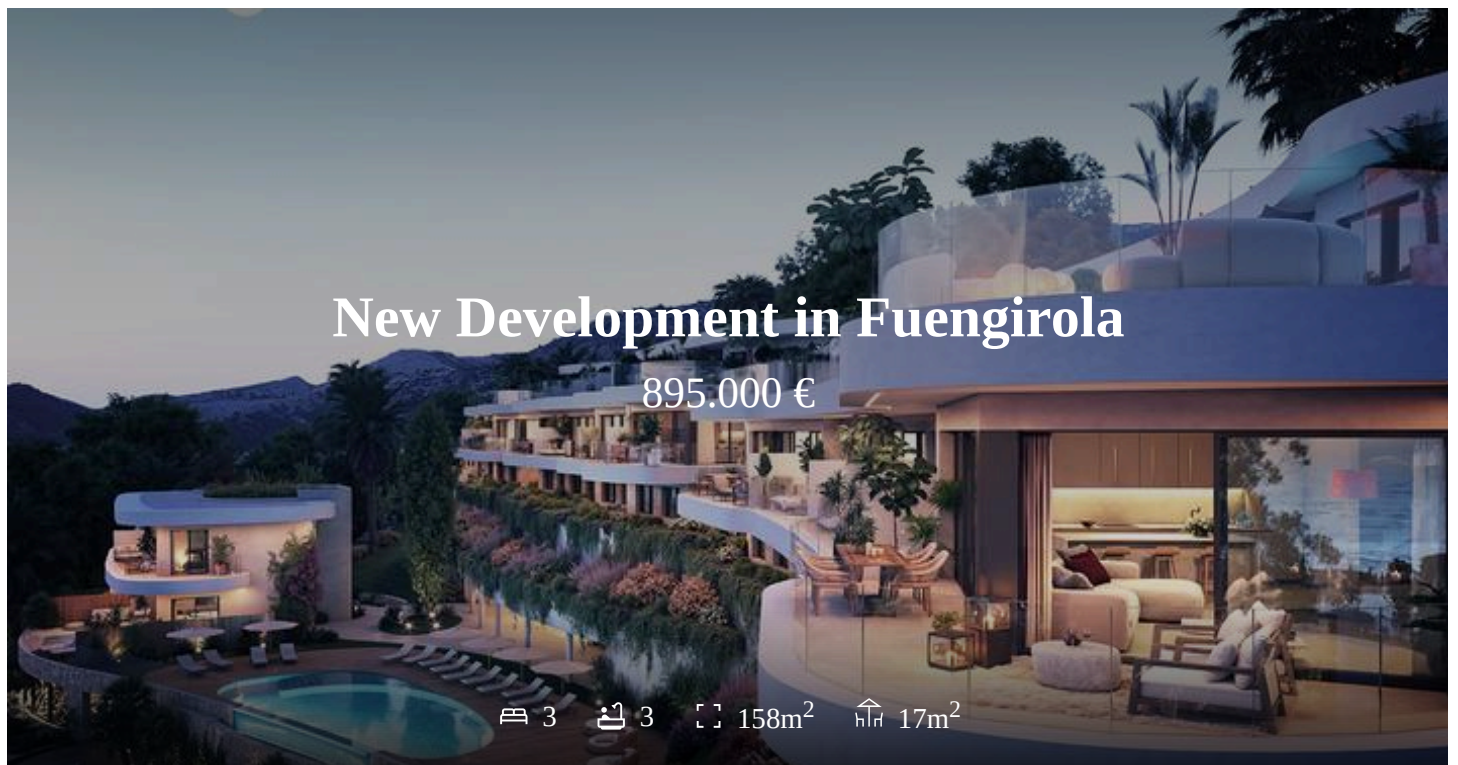 New Development in Fuengirola
895.000 €
3 3 158m² 17m²